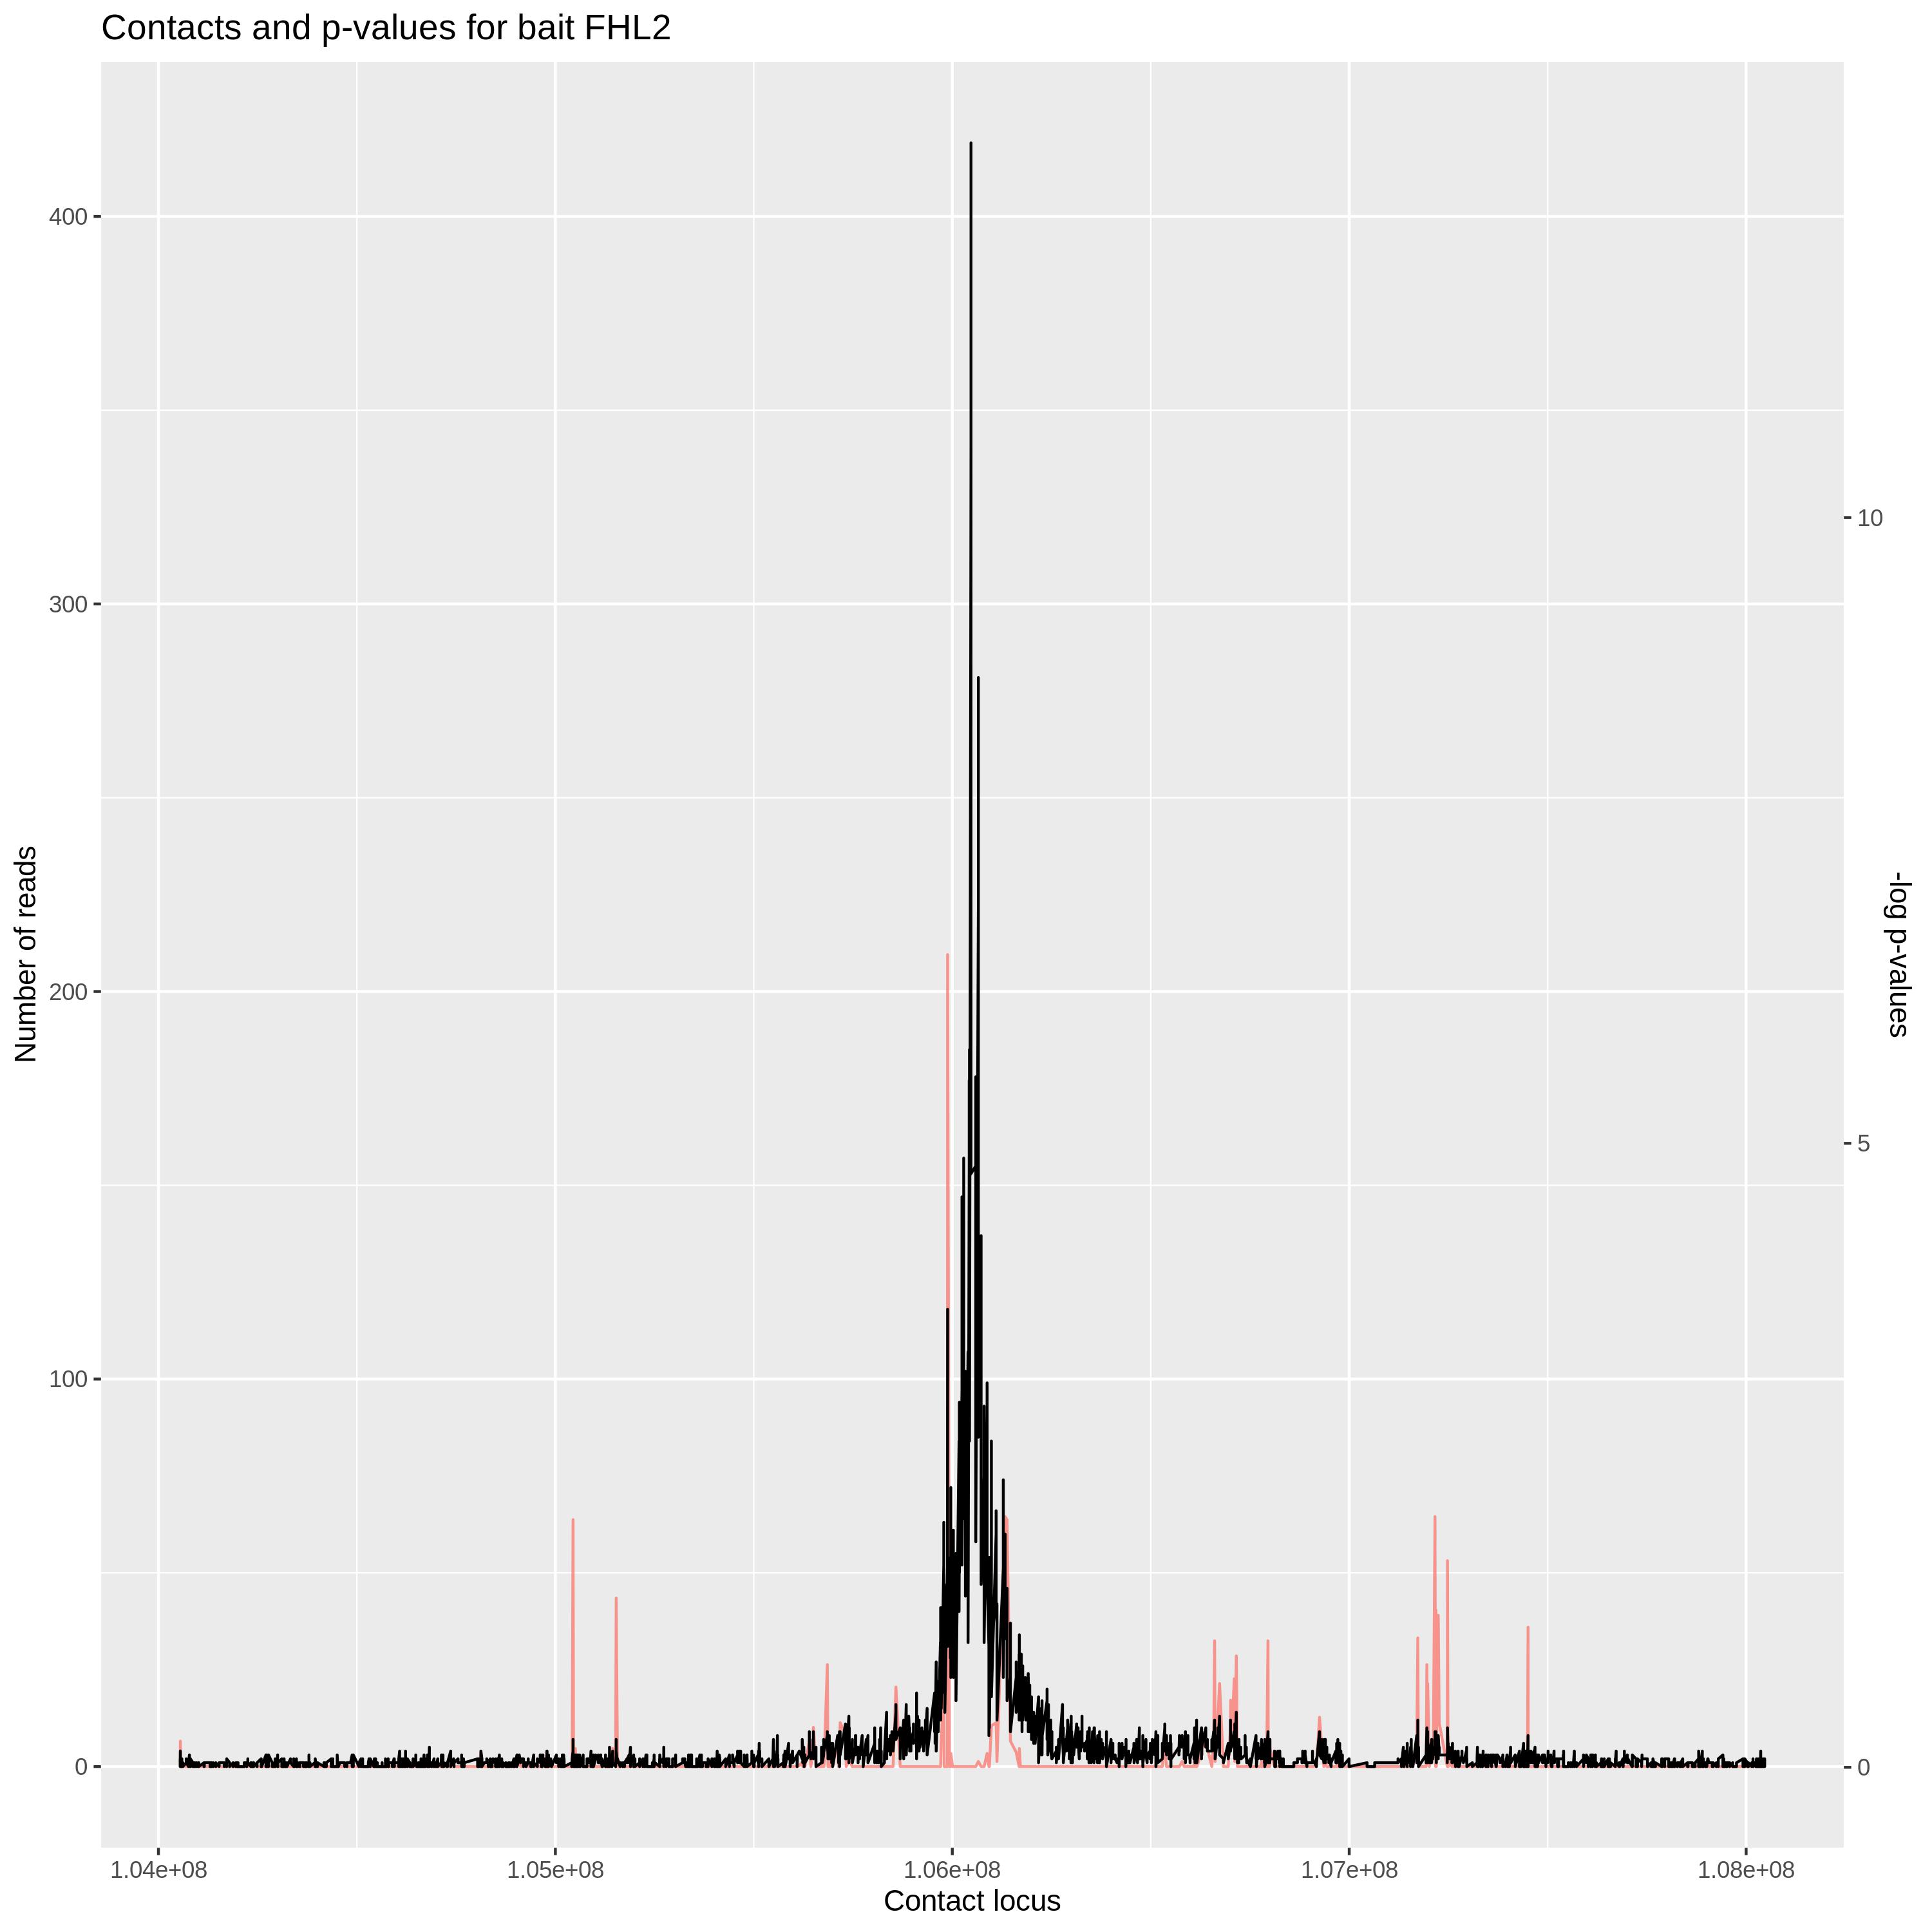 Contacts and p-values for bait FHL2
400
300
200
100
0
Number of reads
10
5
0
-log p-values
1.04e+08
1.05e+08
1.06e+08
1.07e+08
1.08e+08
Contact locus